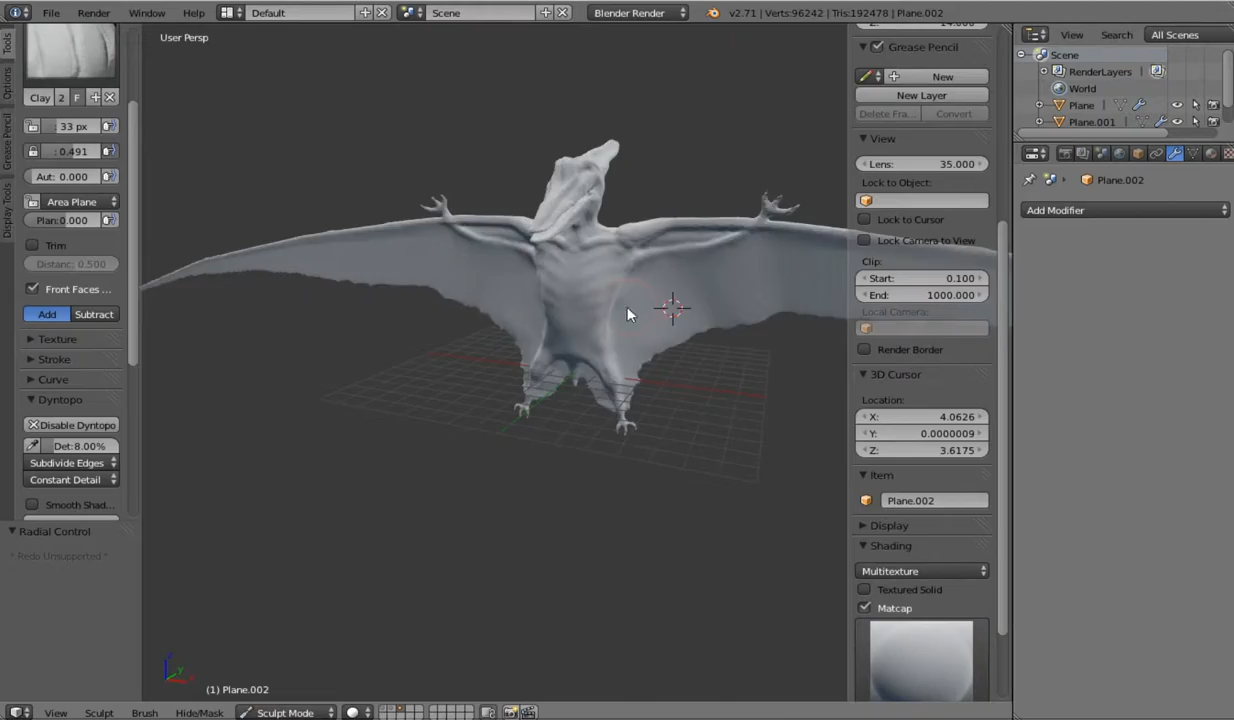 File Render Window Help Default Scene Blender Render v2.71 | Verts:96242 | Tris:192478 | Plane.002
User Persp
Tools
Options
Grease Pencil
Display Tools
Clay 2 F
: 33 px
: 0.491
Aut: 0.000
Area Plane
Plan:0.000
Trim
Distanc: 0.500
Front Faces ...
Add Subtract
Texture
Stroke
Curve
Dyntopo
Disable Dyntopo
Det:8.00%
Subdivide Edges
Constant Detail
Smooth Shad...
Radial Control
* Redo Unsupported *
Grease Pencil
New
New Layer
Delete Fra... Convert
View
Lens: 35.000
Lock to Object:
Lock to Cursor
Lock Camera to View
Clip:
Start: 0.100
End: 1000.000
Local Camera:
Render Border
3D Cursor
Location:
X: 4.0626
Y: 0.0000009
Z: 3.6175
Item
Plane.002
Display
Shading
Multitexture
Textured Solid
Matcap
View Search All Scenes
Scene
RenderLayers
World
Plane
Plane.001
Plane.002
Add Modifier
(1) Plane.002
View Sculpt Brush Hide/Mask Sculpt Mode